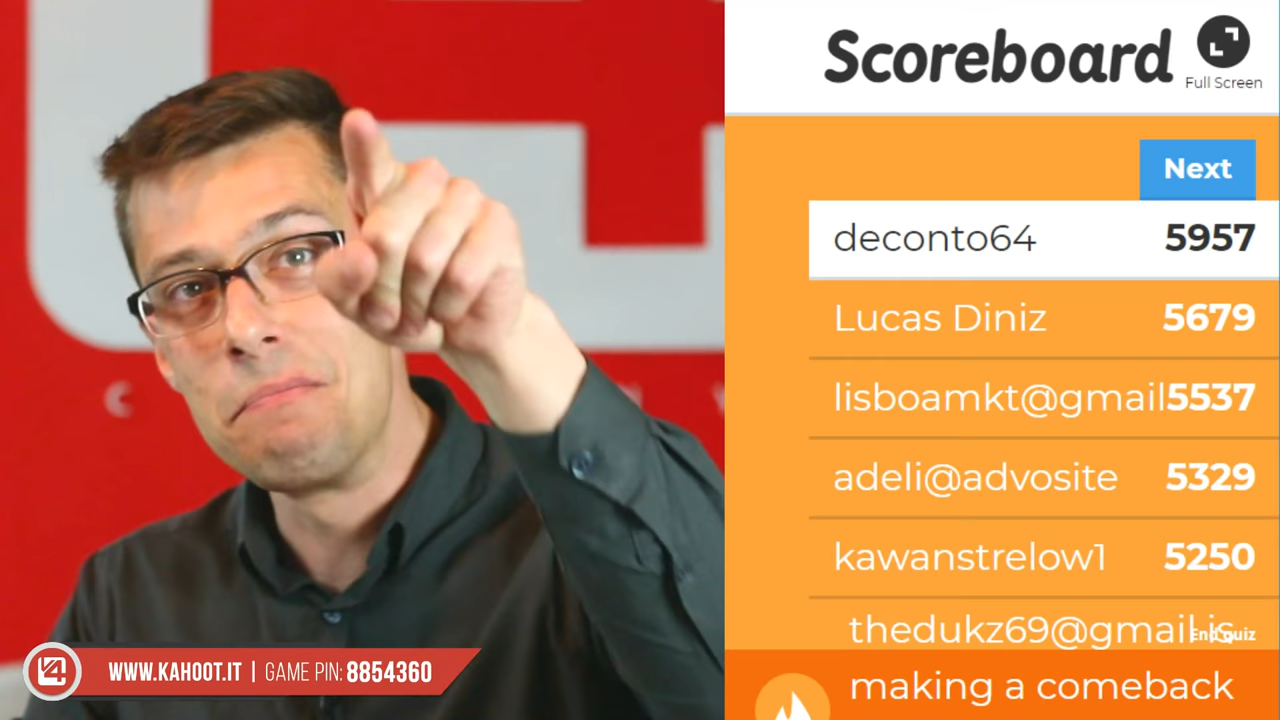 Scoreboard
Full Screen
Next
deconto64 5957
Lucas Diniz 5679
lisboamkt@gmail 5537
adeli@advosite 5329
kawanstrelow1 5250
thedukz69@gmail is
End quiz
making a comeback
WWW.KAHOOT.IT | GAME PIN: 8854360